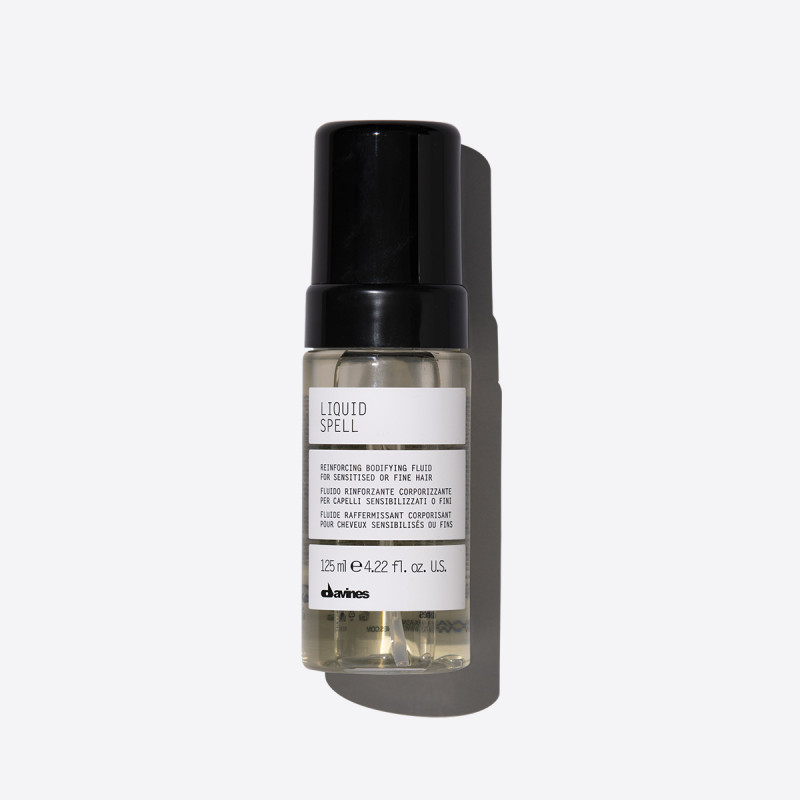 LIQUID
SPELL
REINFORCING BODIFYING FLUID
FOR SENSITISED OR FINE HAIR
FLUIDO RINFORZANTE CORPORIZZANTE
PER CAPELLI SENSIBILIZZATI O FINI
FLUIDE RAFFERMISSANT CORPORISANT
POUR CHEVEUX SENSIBILISÉS OU FINS
125 ml ℮ 4.22 fl. oz. U.S.
davines